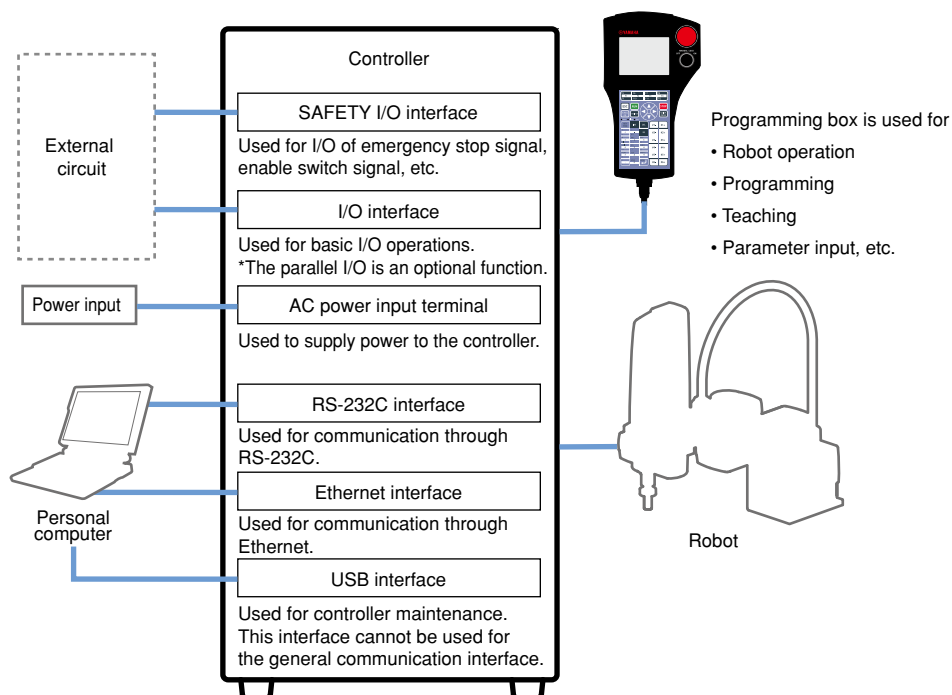 Controller
SAFETY I/O interface
Used for I/O of emergency stop signal,
enable switch signal, etc.
I/O interface
Used for basic I/O operations.
*The parallel I/O is an optional function.
AC power input terminal
Used to supply power to the controller.
RS-232C interface
Used for communication through
RS-232C.
Ethernet interface
Used for communication through
Ethernet.
USB interface
Used for controller maintenance.
This interface cannot be used for
the general communication interface.
External
circuit
Power input
Personal
computer
YAMAHA
Programming box is used for
• Robot operation
• Programming
• Teaching
• Parameter input, etc.
Robot